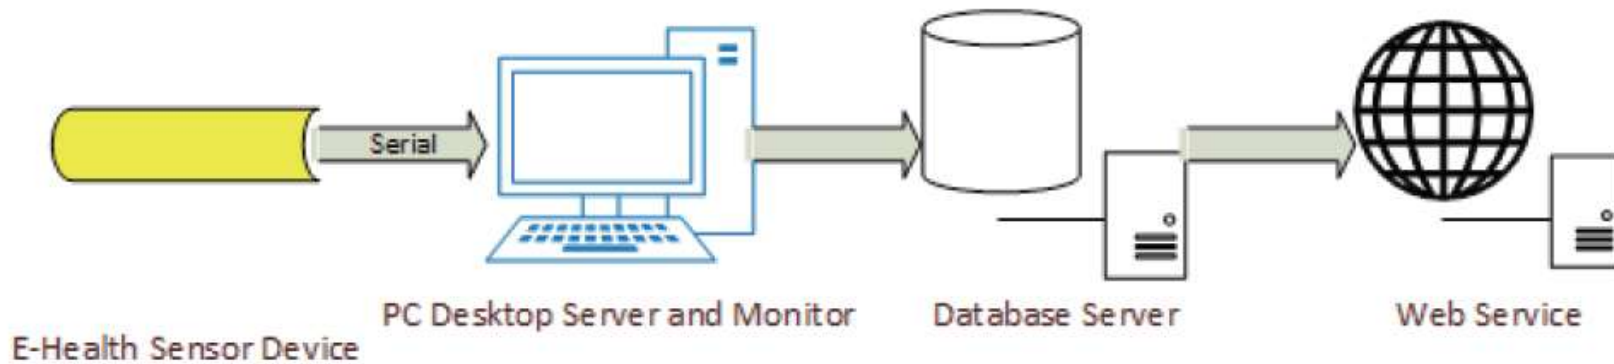 Serial
PC Desktop Server and Monitor
Database Server
Web Service
E-Health Sensor Device